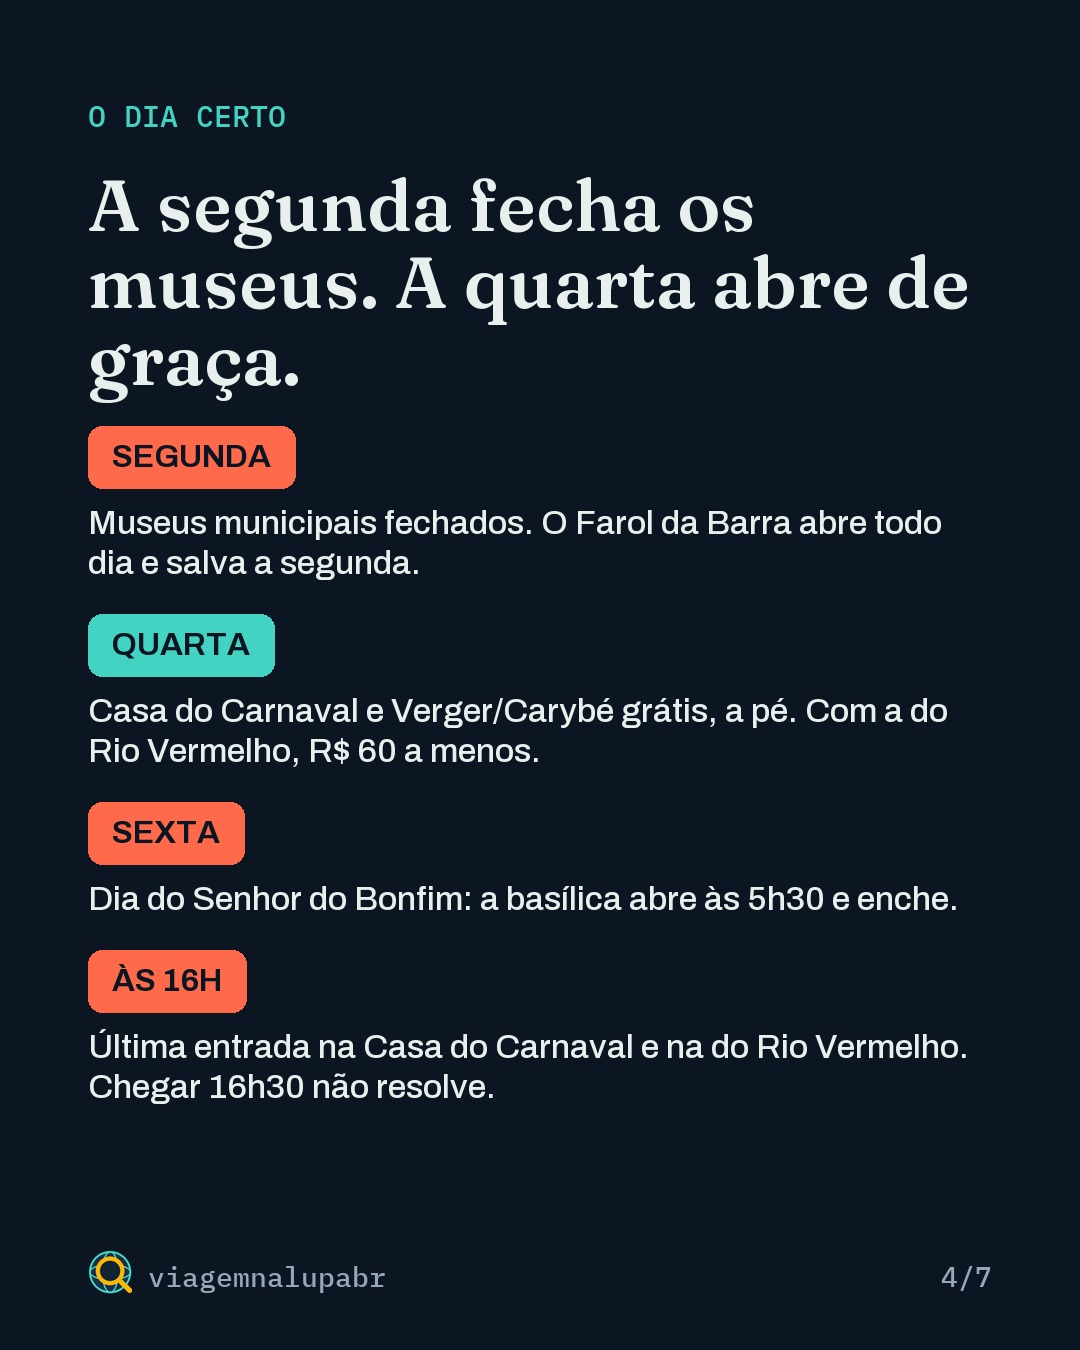 O DIA CERTO
A segunda fecha os
museus. A quarta abre de
graça.
SEGUNDA
Museus municipais fechados. O Farol da Barra abre todo
dia e salva a segunda.
QUARTA
Casa do Carnaval e Verger/Carybé grátis, a pé. Com a do
Rio Vermelho, R$ 60 a menos.
SEXTA
Dia do Senhor do Bonfim: a basílica abre às 5h30 e enche.
ÀS 16H
Última entrada na Casa do Carnaval e na do Rio Vermelho.
Chegar 16h30 não resolve.
viagemnalupabr
4/7